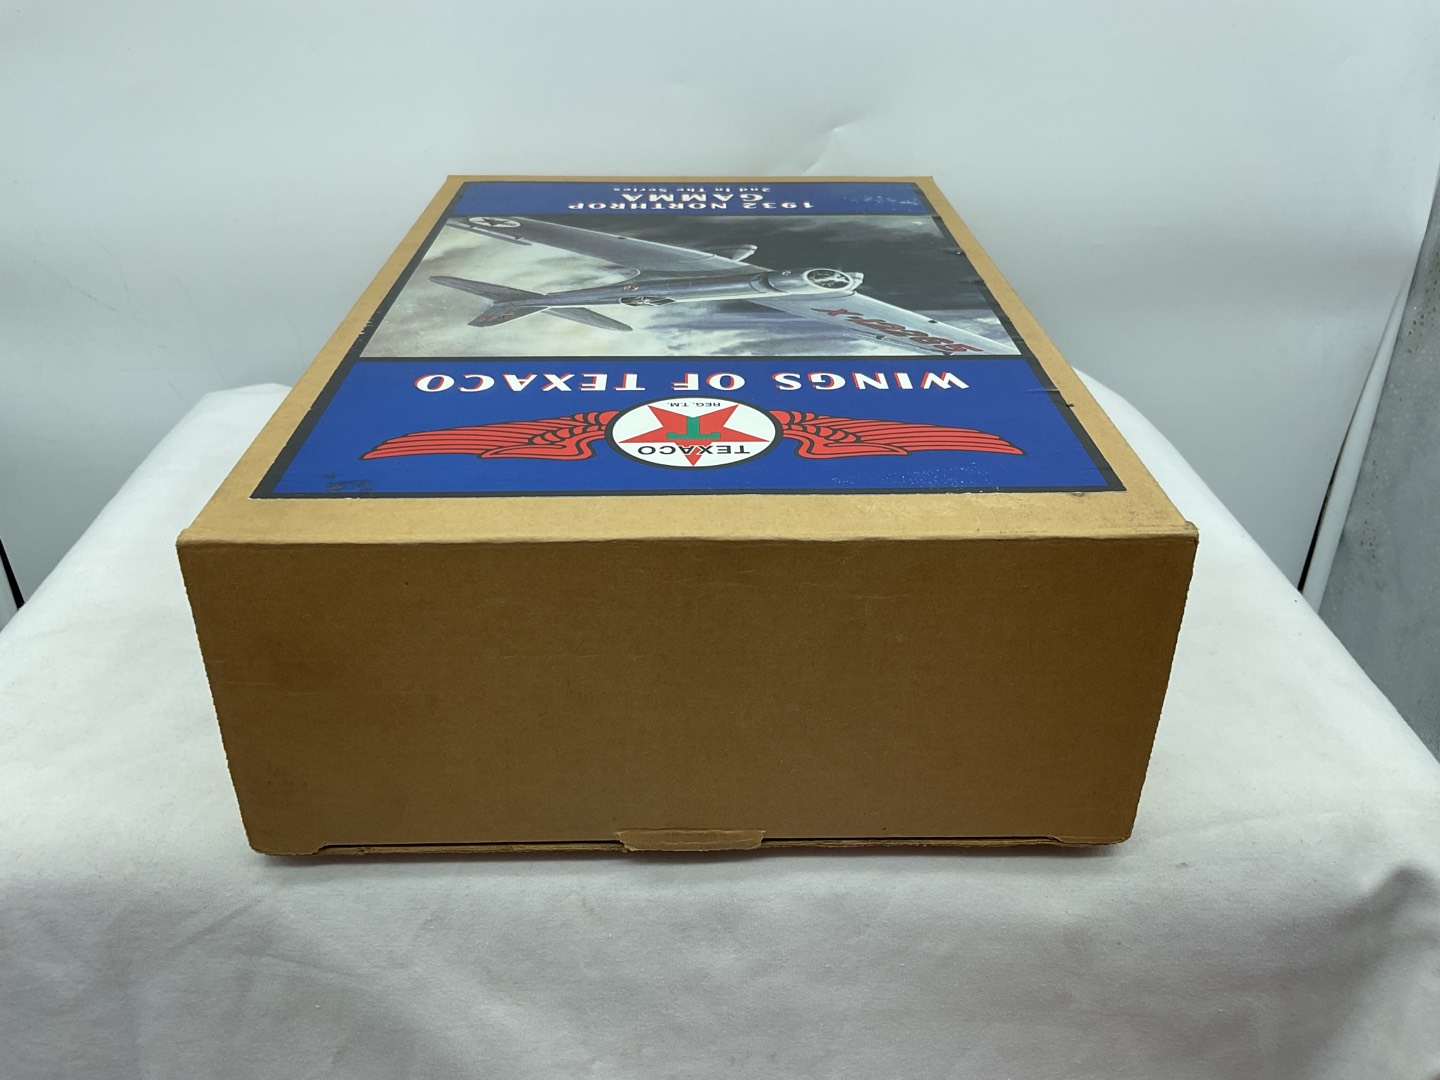 WINGS OF TEXACO
REG. T.M.
T
TEXACO
1932 NORTHROP
GAMMA
2nd In The Series